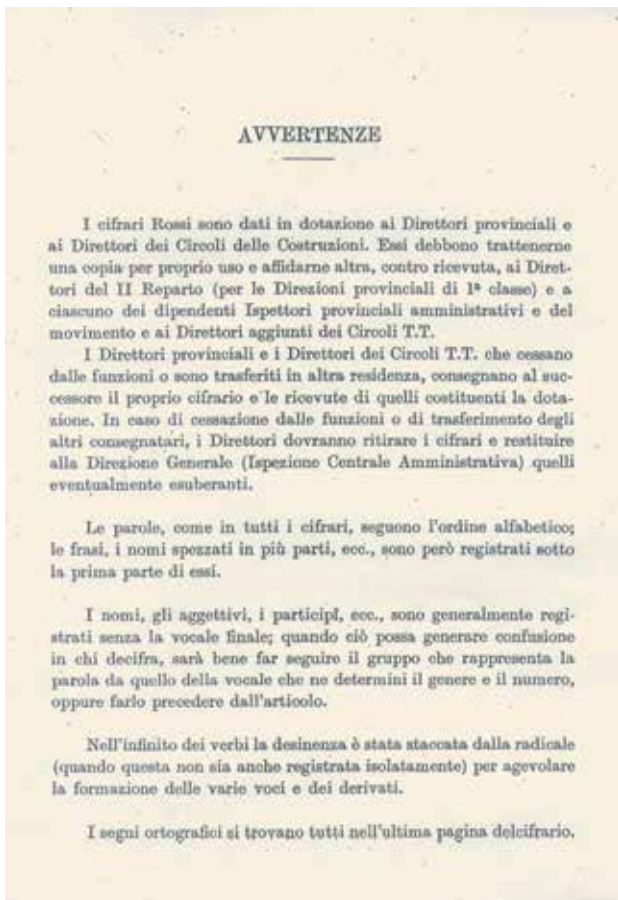 AVVERTENZE
I cifrari Rossi sono dati in dotazione ai Direttori provinciali e
ai Direttori dei Circoli delle Costruzioni. Essi debbono trattenerne
una copia per proprio uso e affidarne altra, contro ricevuta, ai Diret-
tori del II Reparto (per le Direzioni provinciali di 1ª classe) e a
ciascuno dei dipendenti Ispettori provinciali amministrativi e del
movimento e ai Direttori aggiunti dei Circoli T.T.
I Direttori provinciali e i Direttori dei Circoli T.T. che cessano
dalle funzioni o sono trasferiti in altra residenza, consegnano al suc-
cessore il proprio cifrario e le ricevute di quelli costituenti la dota-
zione. In caso di cessazione dalle funzioni o di trasferimento degli
altri consegnatari, i Direttori dovranno ritirare i cifrari e restituire
alla Direzione Generale (Ispezione Centrale Amministrativa) quelli
eventualmente esuberanti.
Le parole, come in tutti i cifrari, seguono l'ordine alfabetico;
le frasi, i nomi spezzati in più parti, ecc., sono però registrati sotto
la prima parte di essi.
I nomi, gli aggettivi, i participî, ecc., sono generalmente regi-
strati senza la vocale finale; quando ciò possa generare confusione
in chi decifra, sarà bene far seguire il gruppo che rappresenta la
parola da quello della vocale che ne determini il genere e il numero,
oppure farlo precedere dall'articolo.
Nell'infinito dei verbi la desinenza è stata staccata dalla radicale
(quando questa non sia anche registrata isolatamente) per agevolare
la formazione delle varie voci e dei derivati.
I segni ortografici si trovano tutti nell'ultima pagina delcifrario.